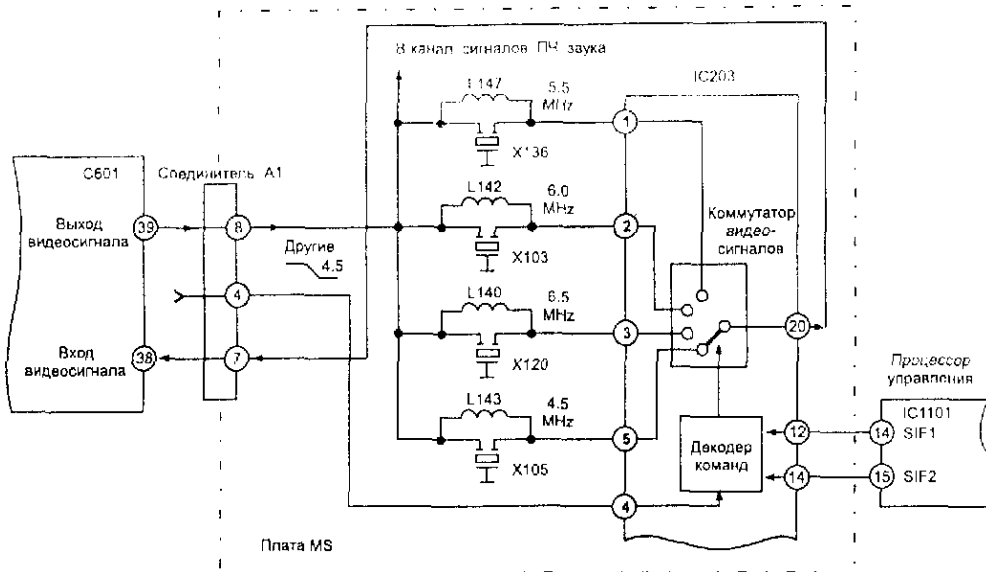 В канал сигналов ПЧ звука
IC203
L147
5.5
MHz
1
X136
C601
Соединитель А1
Выход
видеосигнала
39
8
L142
6.0
MHz
2
X103
Коммутатор
видео-
сигналов
Другие
4.5
4
L140
6.5
MHz
3
20
Вход
видеосигнала
38
7
X120
Процессор
управления
IC1101
L143
4.5
MHz
5
X105
Декодер
команд
12
14
SIF1
14
15
SIF2
4
Плата MS